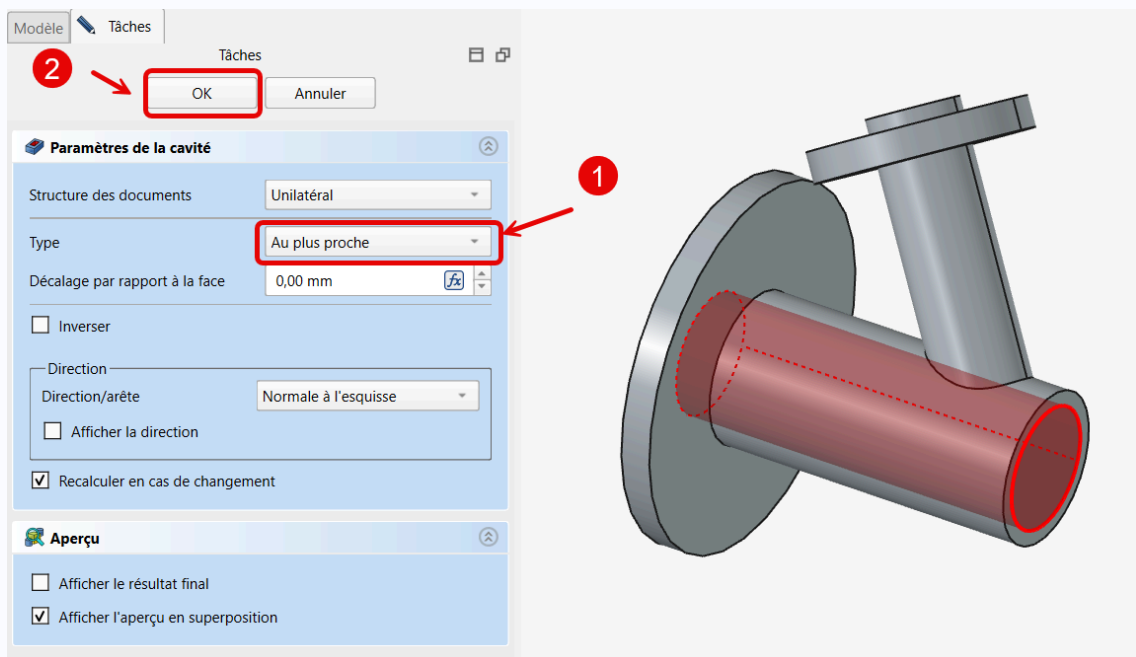 Modèle
Tâches
Tâches
2
OK
Annuler
Paramètres de la cavité
Structure des documents
Unilatéral
1
Type
Au plus proche
Décalage par rapport à la face
0,00 mm
fx
Inverser
Direction
Direction/arête
Normale à l'esquisse
Afficher la direction
Recalculer en cas de changement
Aperçu
Afficher le résultat final
Afficher l'aperçu en superposition